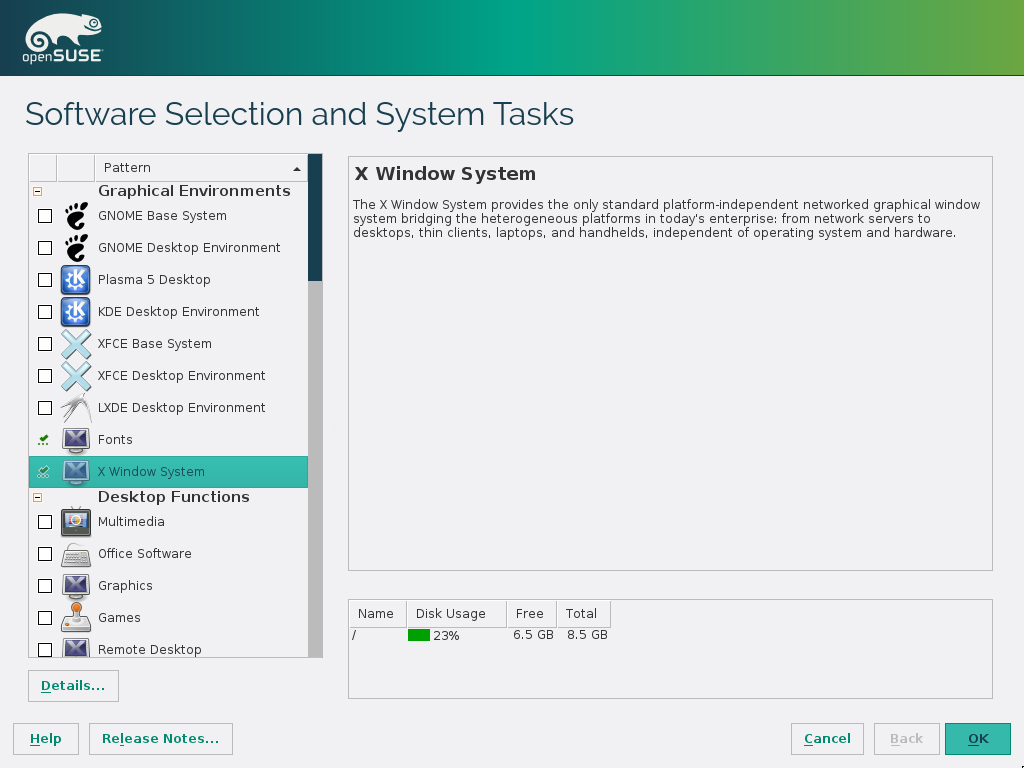 openSUSE
Software Selection and System Tasks
Pattern
Graphical Environments
GNOME Base System
GNOME Desktop Environment
Plasma 5 Desktop
KDE Desktop Environment
XFCE Base System
XFCE Desktop Environment
LXDE Desktop Environment
Fonts
X Window System
Desktop Functions
Multimedia
Office Software
Graphics
Games
Remote Desktop
Details...
X Window System
The X Window System provides the only standard platform-independent networked graphical window
system bridging the heterogeneous platforms in today's enterprise: from network servers to
desktops, thin clients, laptops, and handhelds, independent of operating system and hardware.
Name Disk Usage Free Total
/ 23% 6.5 GB 8.5 GB
Help Release Notes... Cancel Back OK